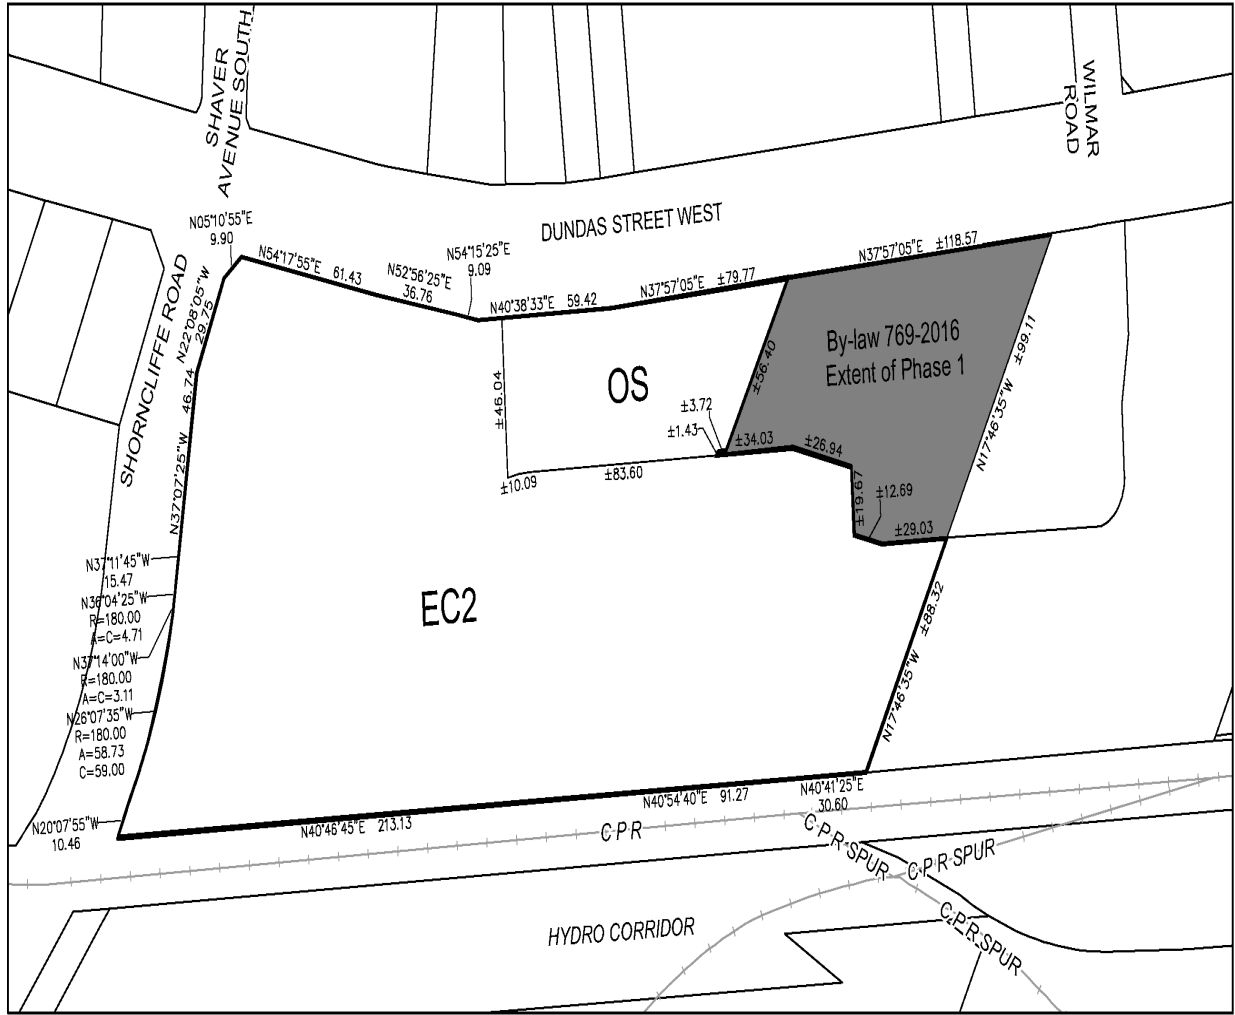 SHAVER
AVENUE SOUTH
WILMAR
ROAD
N05°10'55"E
9.90
DUNDAS STREET WEST
N54°17'55"E 61.43
N54°15'25"E
9.09
N52°56'25"E
36.76
N40°38'33"E 59.42
N37°57'05"E ±79.77
N37°57'05"E ±118.57
N22°08'05"W
29.75
SHORNCLIFFE ROAD
N37°07'25"W 46.74
±46.04
OS
±56.40
By-law 769-2016
Extent of Phase 1
N17°46'35"W ±99.11
±3.72
±1.43
±34.03
±26.94
±10.09
±83.60
±19.67
±12.69
±29.03
N37°11'45"W
15.47
N36°04'25"W
R=180.00
A=C=4.71
N37°14'00"W
R=180.00
A=C=3.11
N26°07'35"W
R=180.00
A=58.73
C=59.00
EC2
N17°46'35"W ±88.32
N20°07'55"W
10.46
N40°46'45"E 213.13
N40°54'40"E 91.27
N40°41'25"E
30.60
C P R
C P R SPUR
C P R SPUR
C P R SPUR
HYDRO CORRIDOR